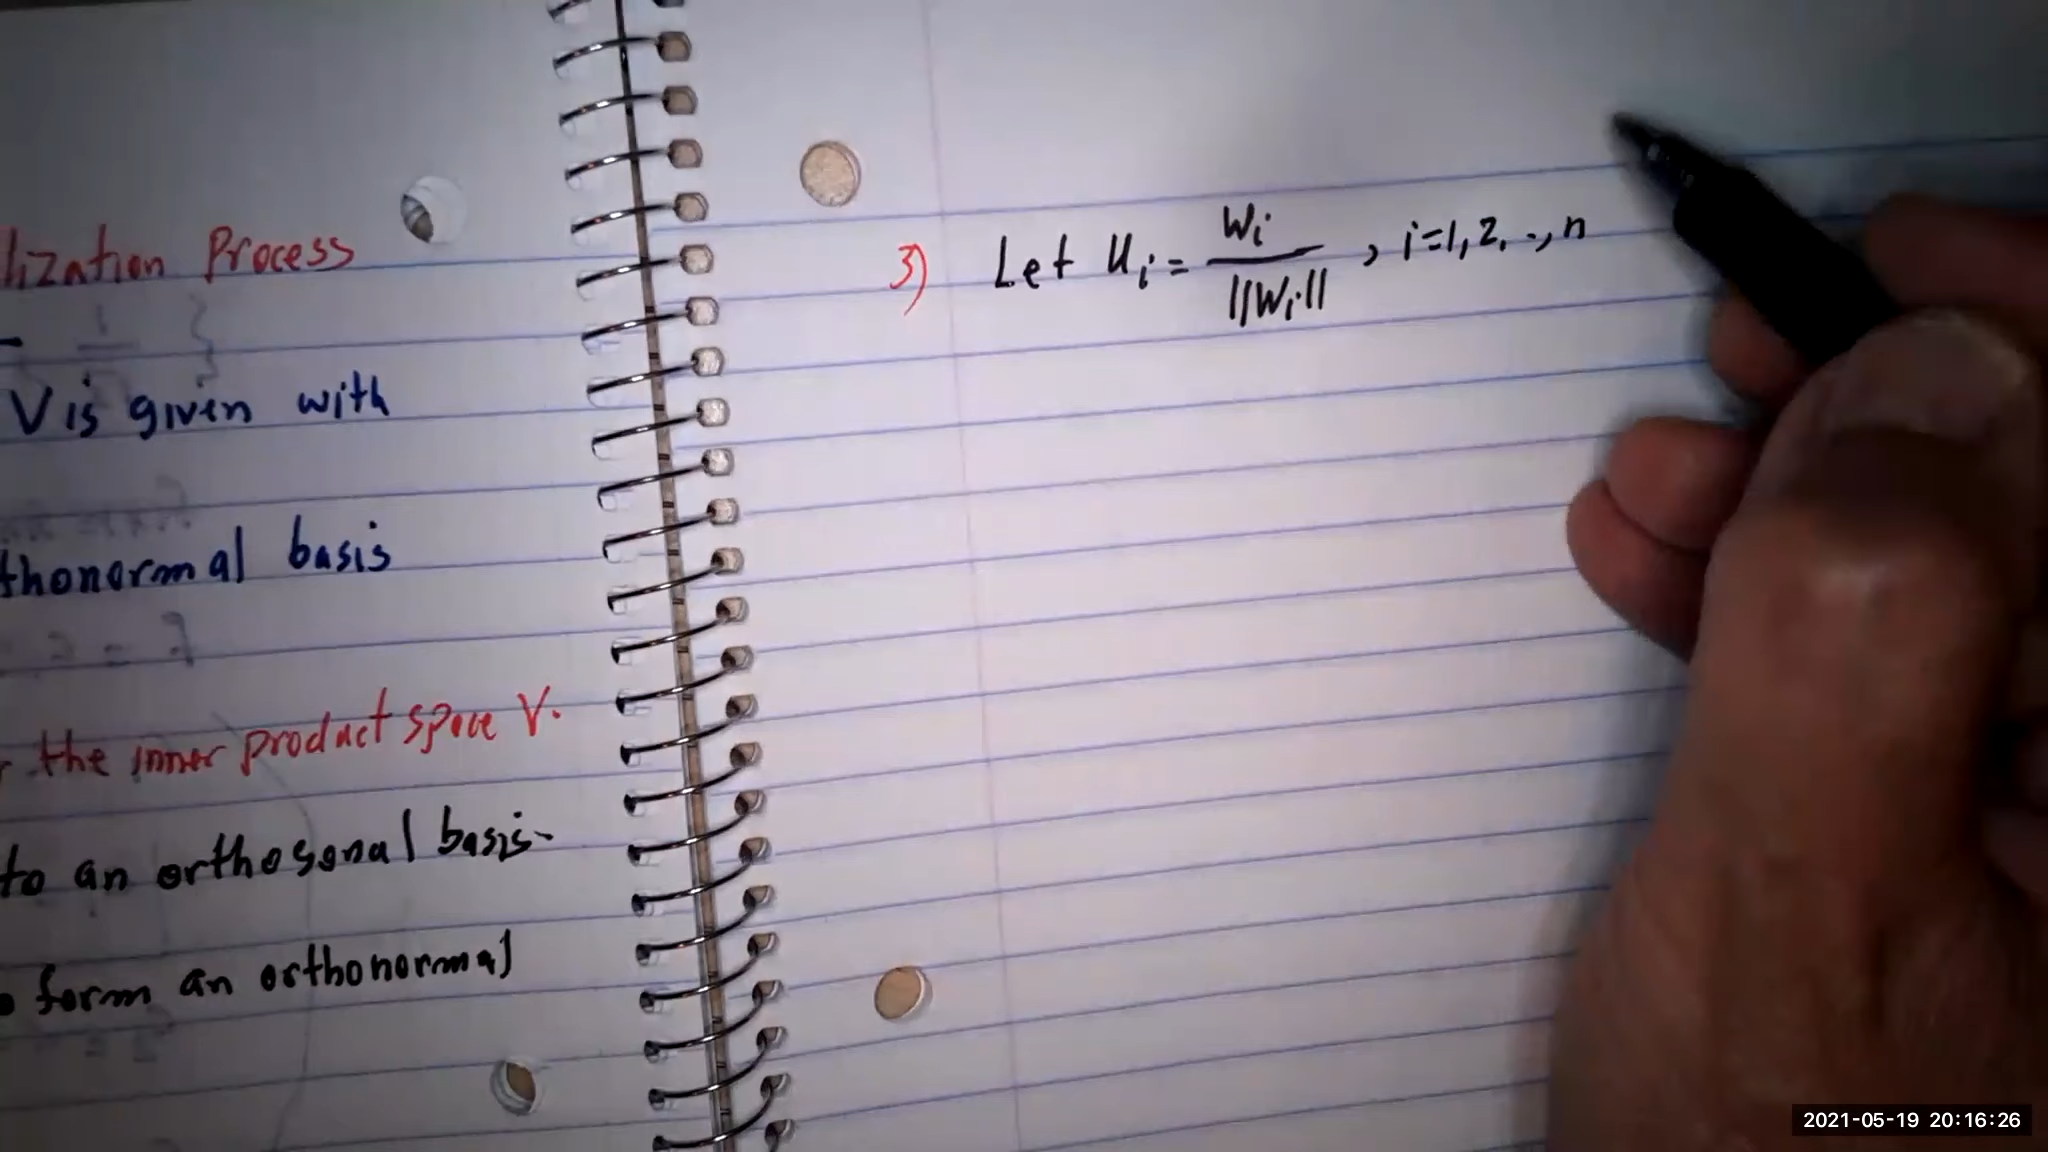 lization Process
V is given with
thonormal basis
the inner product space V.
to an orthogonal basis.
form an orthonormal
3) Let ui = wi / ||wi|| , i=1,2,..,n
2021-05-19 20:16:26